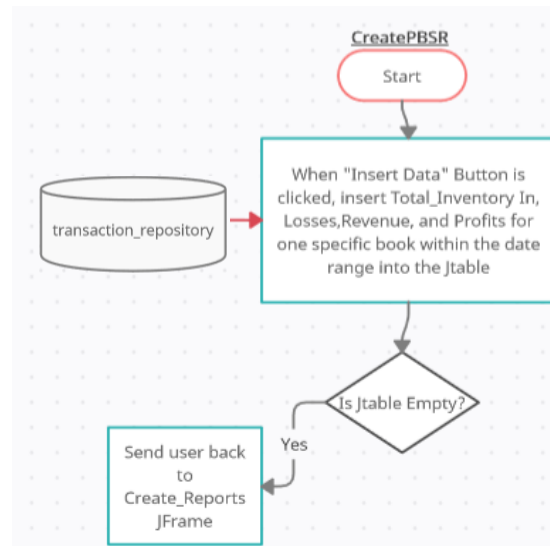 CreatePBSR
Start
When "Insert Data" Button is
clicked, insert Total_Inventory In,
Losses,Revenue, and Profits for
one specific book within the date
range into the Jtable
transaction_repository
Is Jtable Empty?
Yes
Send user back
to
Create_Reports
JFrame